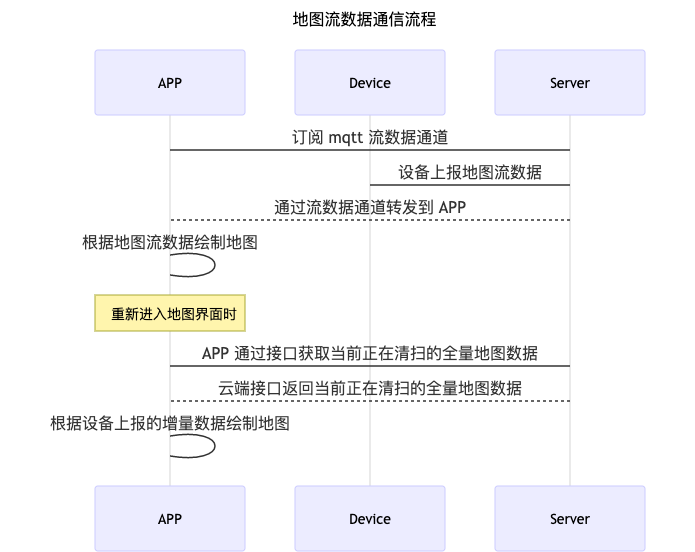 地图流数据通信流程
APP
Device
Server
订阅 mqtt 流数据通道
设备上报地图流数据
通过流数据通道转发到 APP
根据地图流数据绘制地图
重新进入地图界面时
APP 通过接口获取当前正在清扫的全量地图数据
云端接口返回当前正在清扫的全量地图数据
根据设备上报的增量数据绘制地图
APP
Device
Server